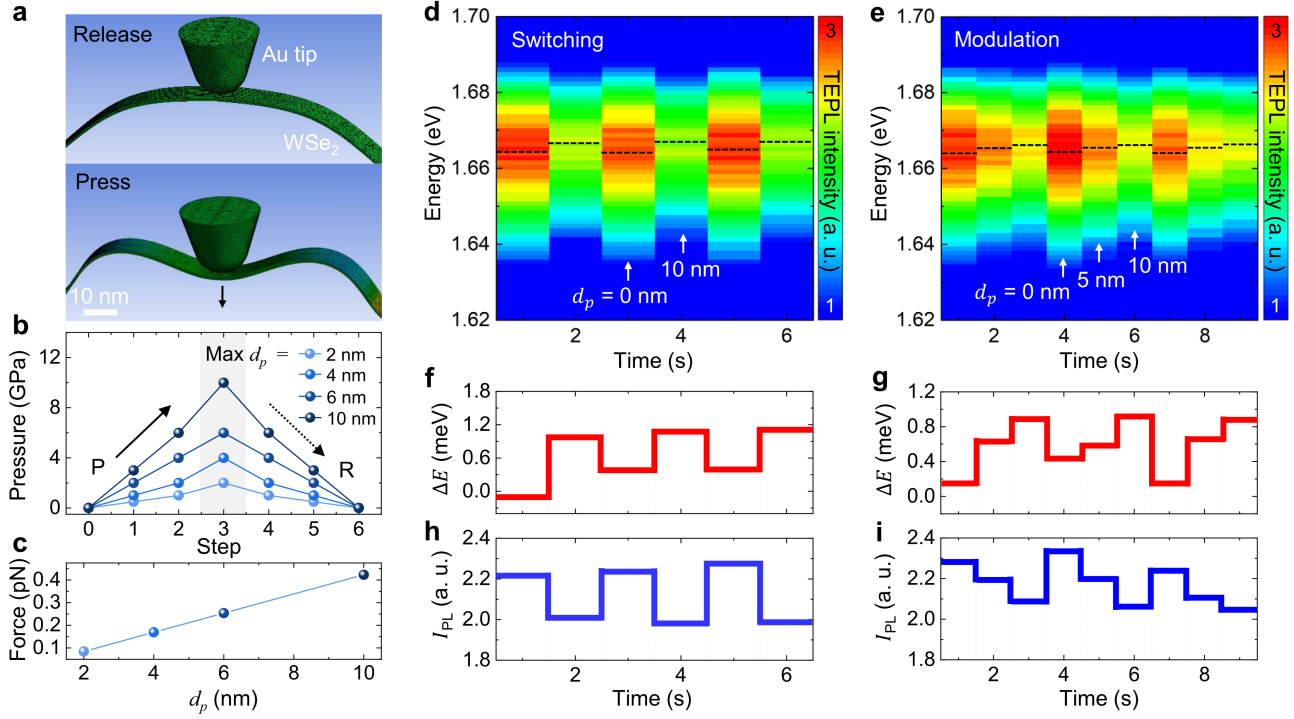 a
Release
Au tip
WSe₂
Press
10 nm
b
Pressure (GPa)
12
8
4
0
Max dₚ =
2 nm
4 nm
6 nm
10 nm
P
R
0 1 2 3 4 5 6
Step
c
Force (pN)
0.4
0.3
0.2
0.1
2 4 6 8 10
dₚ (nm)
d
Switching
Energy (eV)
1.70
1.68
1.66
1.64
1.62
dₚ = 0 nm
10 nm
2 4 6
Time (s)
3
TEPL intensity (a. u.)
1
e
Modulation
Energy (eV)
1.70
1.68
1.66
1.64
1.62
dₚ = 0 nm
5 nm
10 nm
2 4 6 8
Time (s)
3
TEPL intensity (a. u.)
1
f
ΔE (meV)
1.8
1.2
0.6
0.0
g
ΔE (meV)
1.2
0.8
0.4
0.0
h
I_PL (a. u.)
2.4
2.2
2.0
1.8
2 4 6
Time (s)
i
I_PL (a. u.)
2.4
2.2
2.0
1.8
2 4 6 8
Time (s)